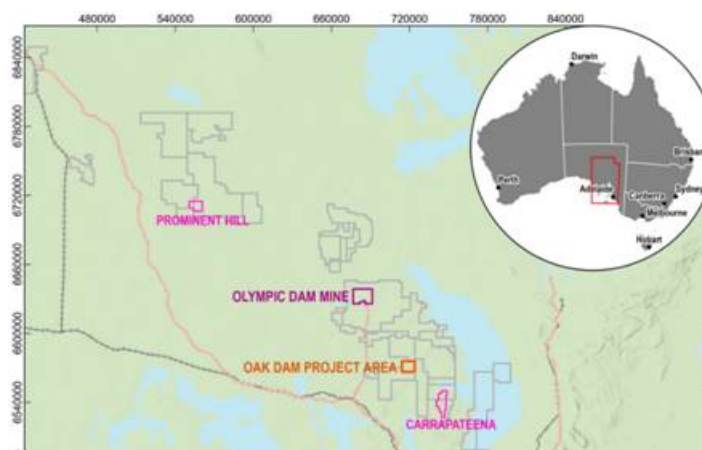 480000
540000
600000
660000
720000
780000
840000
6840000
6780000
6720000
6660000
6600000
6540000
Darwin
Brisbane
Perth
Adelaide
Sydney
Canberra
Melbourne
Hobart
PROMINENT HILL
OLYMPIC DAM MINE
OAK DAM PROJECT AREA
CARRAPATEENA